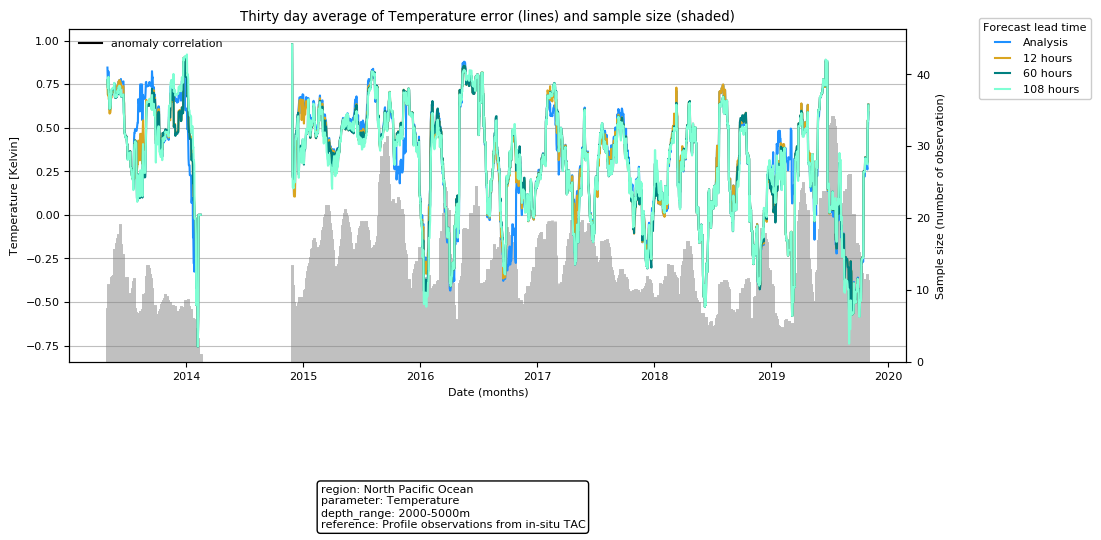 Thirty day average of Temperature error (lines) and sample size (shaded)
anomaly correlation
Forecast lead time
Analysis
12 hours
60 hours
108 hours
Temperature [Kelvin]
1.00
0.75
0.50
0.25
0.00
−0.25
−0.50
−0.75
Sample size (number of observation)
40
30
20
10
0
2014
2015
2016
2017
2018
2019
2020
Date (months)
region: North Pacific Ocean
parameter: Temperature
depth_range: 2000-5000m
reference: Profile observations from in-situ TAC